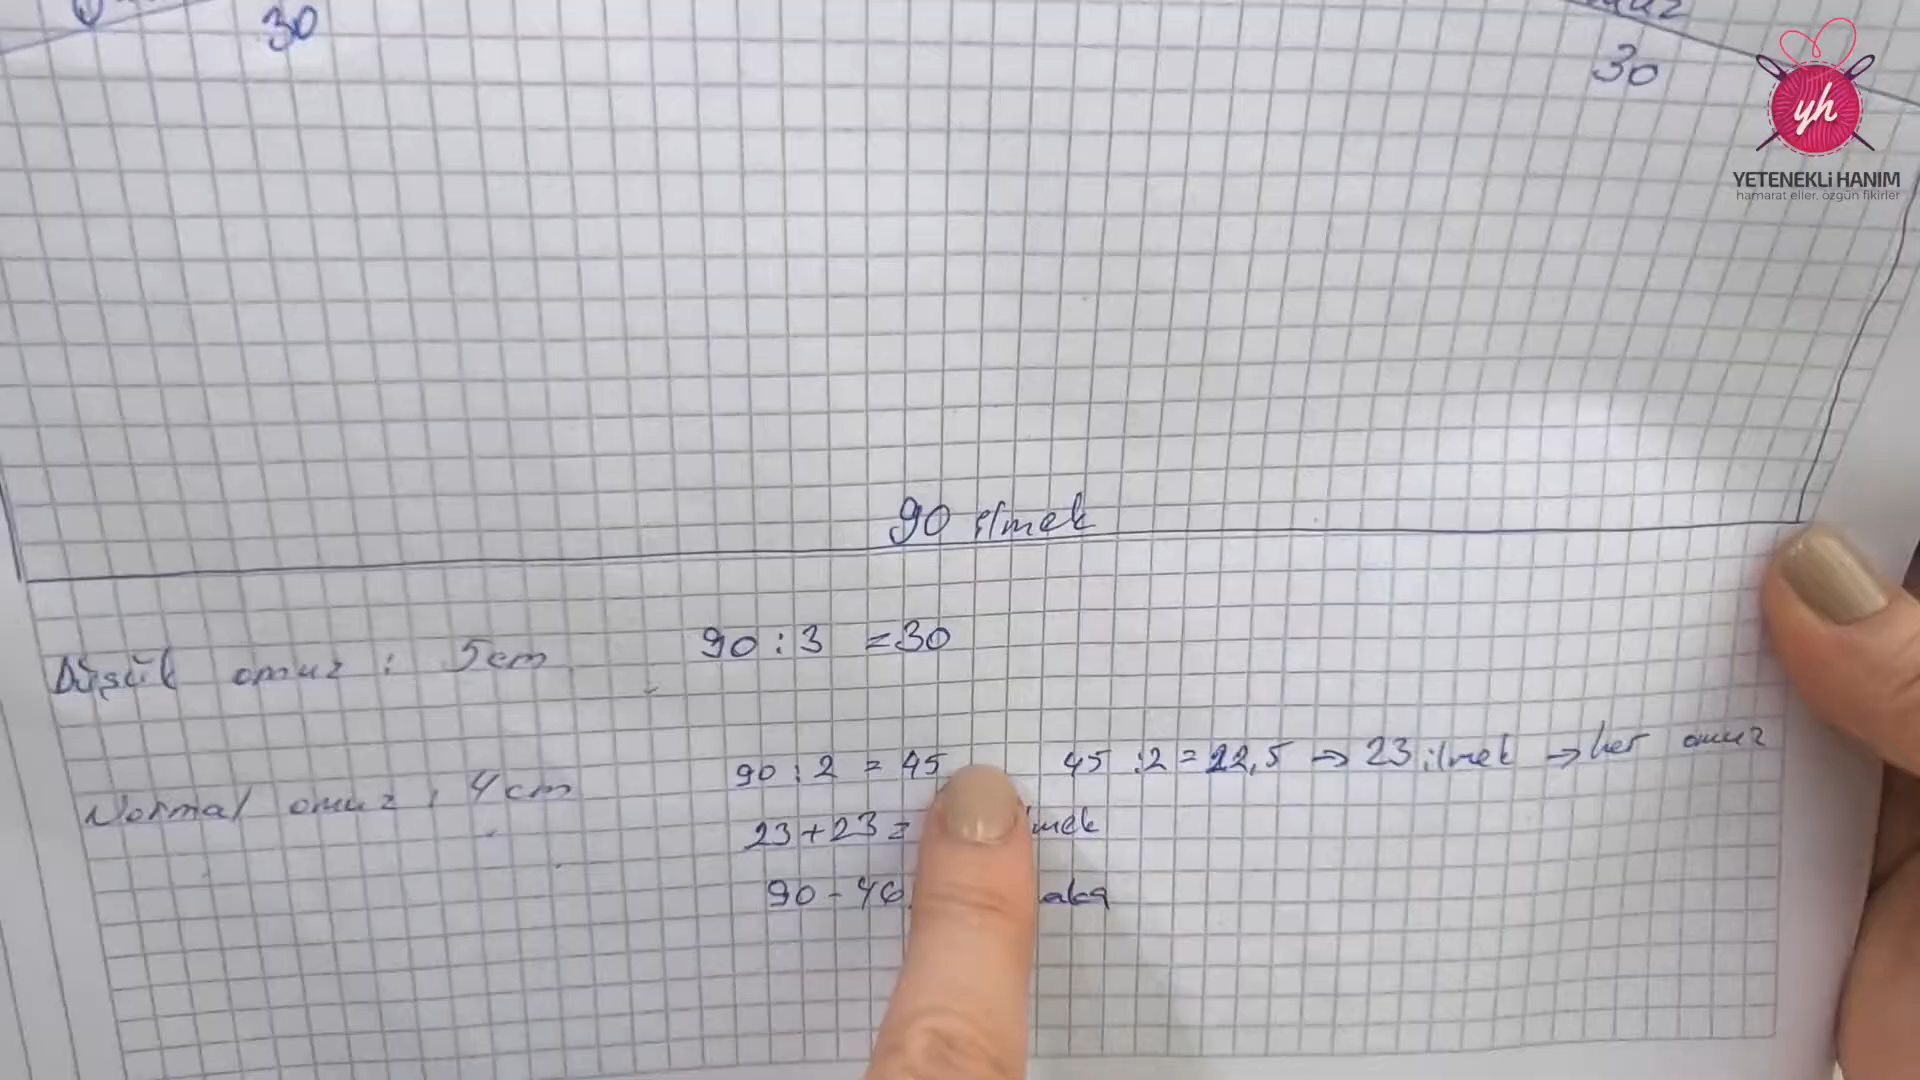 30
30
yh
YETENEKLİ HANIM
hamarat eller, özgün fikirler
90 ilmek
Düşük omuz : 5cm 90 : 3 = 30
Normal omuz : 4cm 90 : 2 = 45 45 : 2 = 22,5 → 23 ilmek → her omuz
23 + 23 =
90 - 46